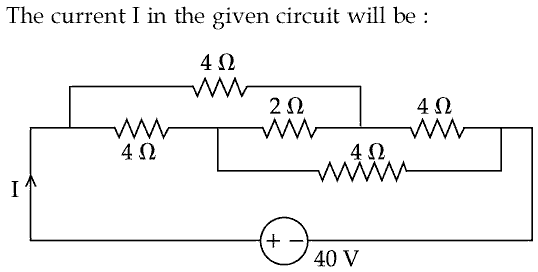 The current I in the given circuit will be :
4 Ω
2 Ω 4 Ω
4 Ω 4 Ω
I
+ −
40 V